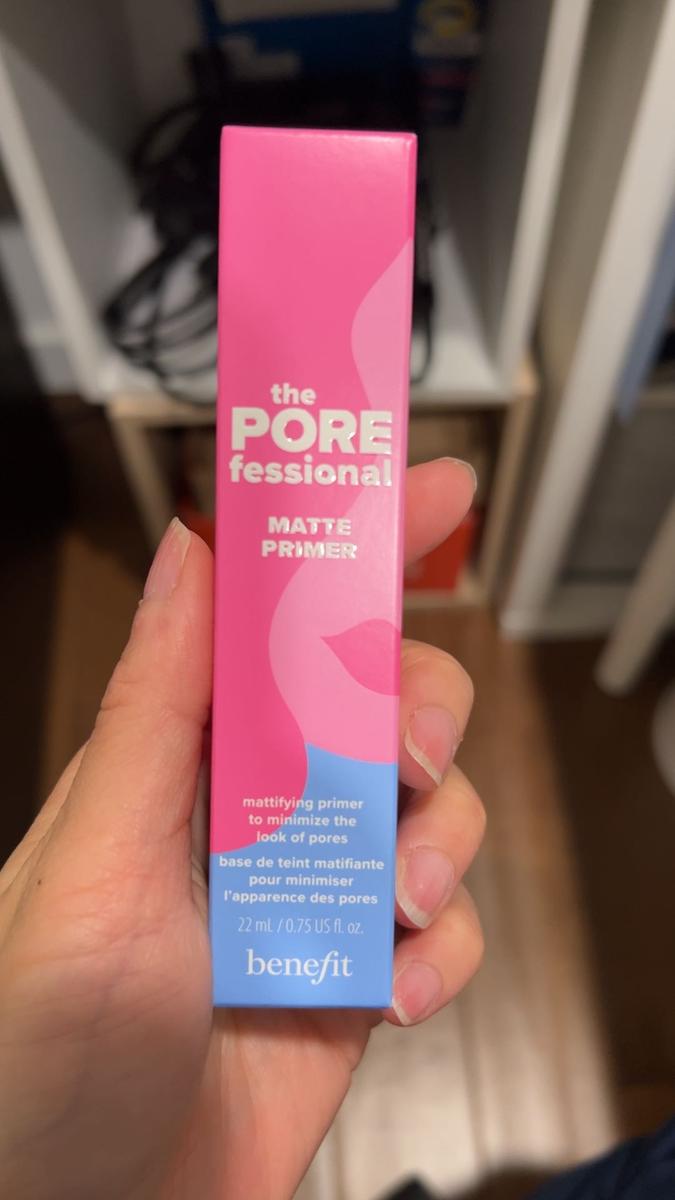 the
PORE
fessional
MATTE
PRIMER
mattifying primer
to minimize the
look of pores
base de teint matifiante
pour minimiser
l'apparence des pores
22 mL / 0.75 US fl. oz.
benefit